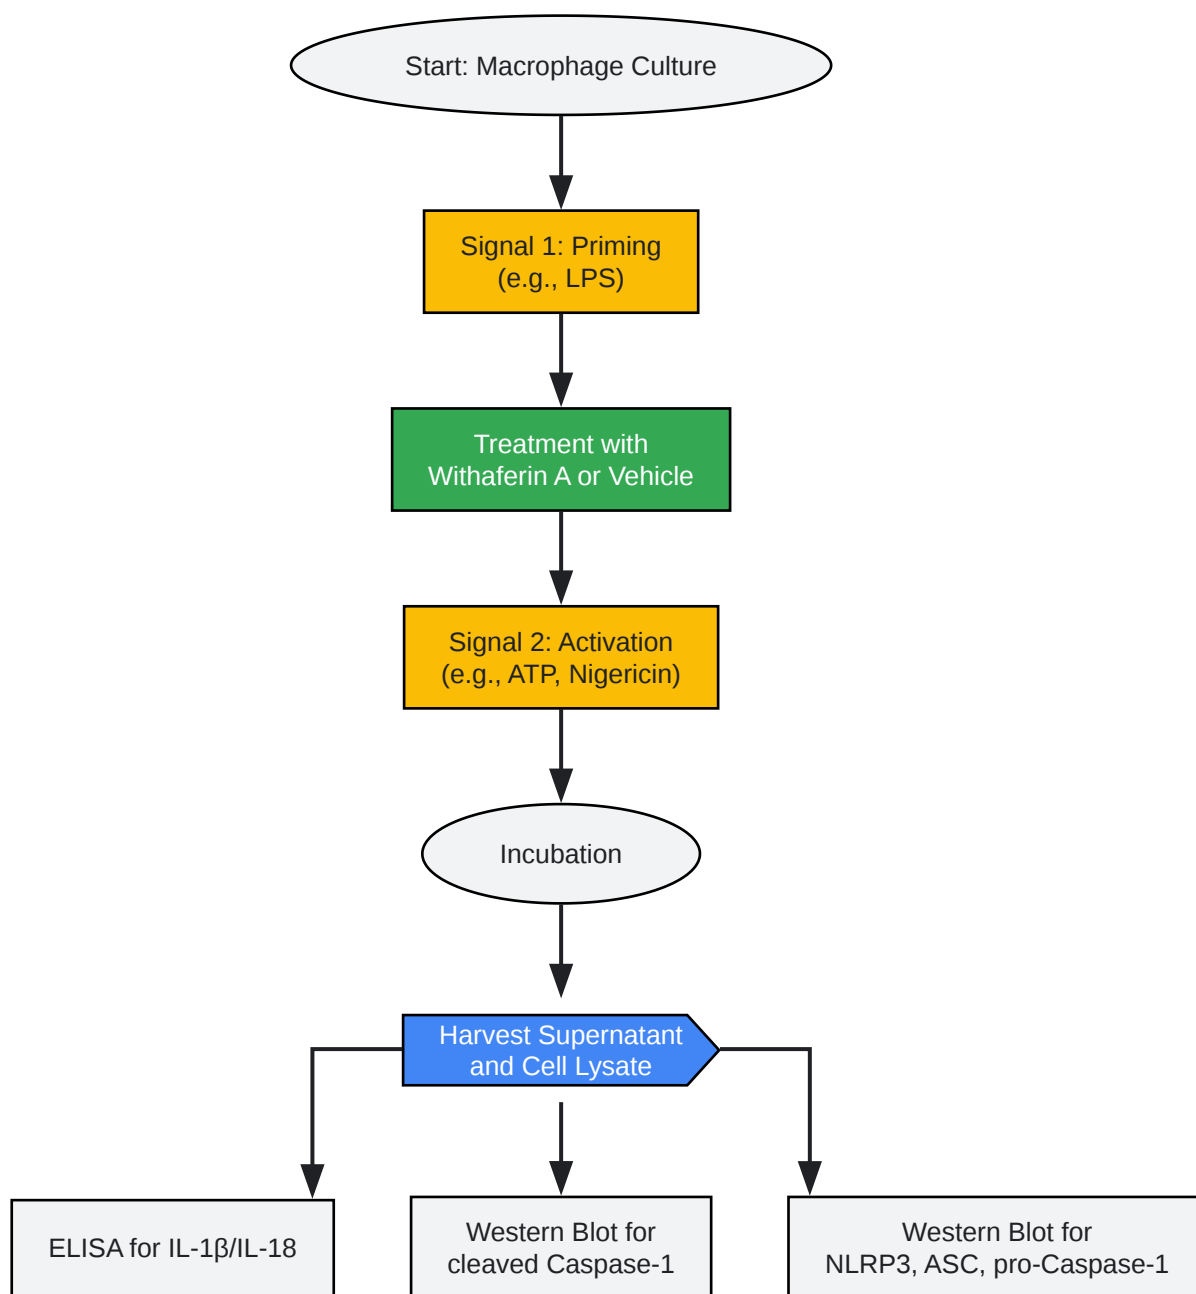 Start: Macrophage Culture
Signal 1: Priming
(e.g., LPS)
Treatment with
Withaferin A or Vehicle
Signal 2: Activation
(e.g., ATP, Nigericin)
Incubation
Harvest Supernatant
and Cell Lysate
ELISA for IL-1β/IL-18
Western Blot for
cleaved Caspase-1
Western Blot for
NLRP3, ASC, pro-Caspase-1